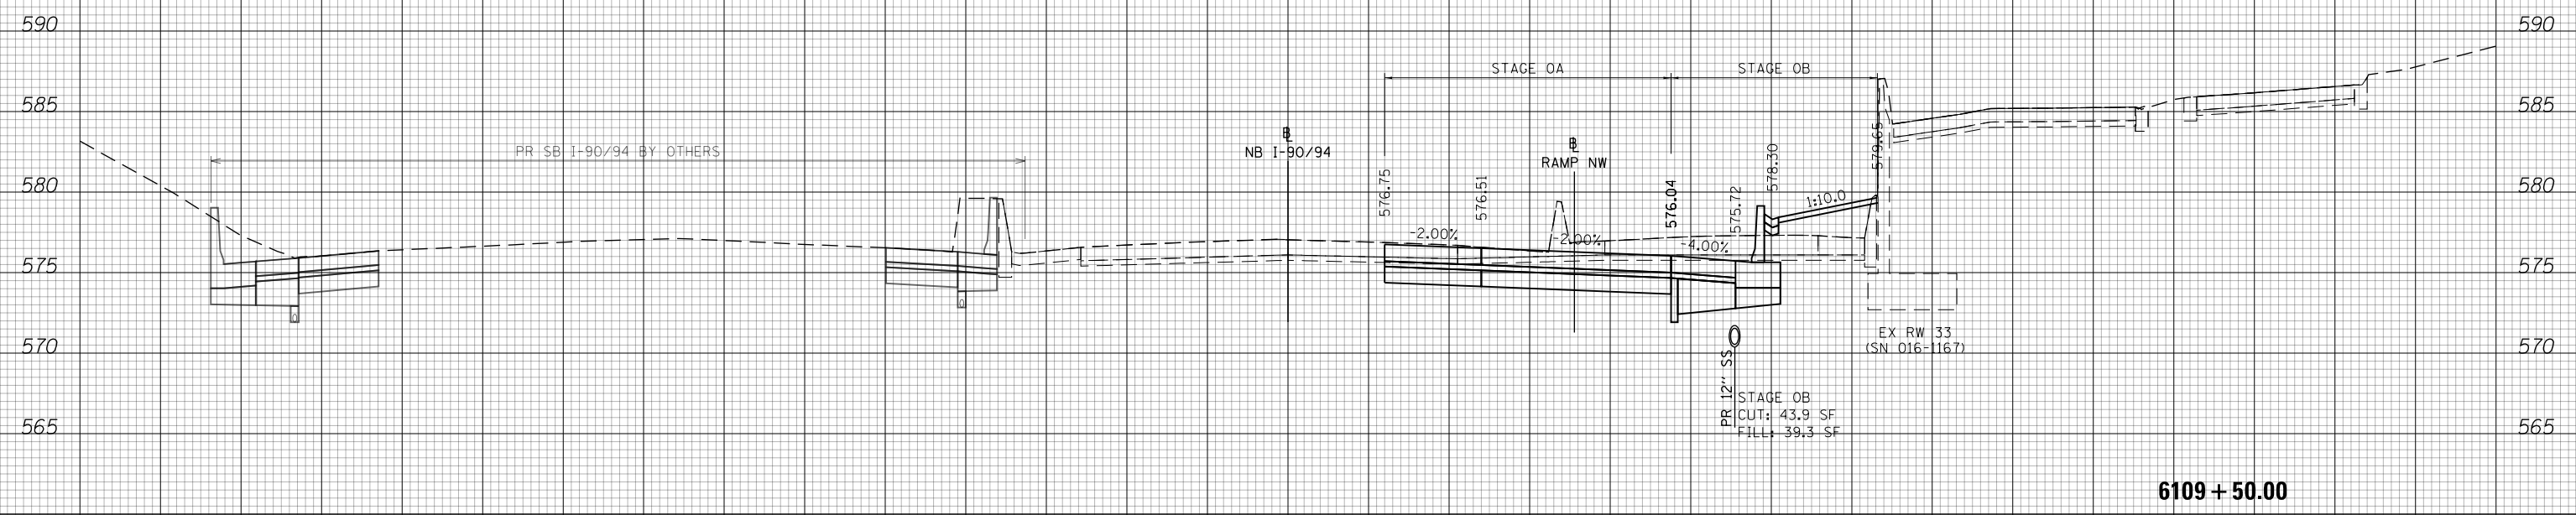 590
590
STAGE 0A
STAGE 0B
585
585
PR SB I-90/94 BY OTHERS
NB I-90/94
RAMP NW
580
580
576.75
576.51
576.04
575.72
578.30
579.65
1:10.0
-2.00%
-2.00%
-4.00%
575
575
570
570
EX RW 33
(SN 016-1167)
PR 12'' SS
STAGE 0B
CUT: 43.9 SF
FILL: 39.3 SF
565
565
6109+50.00